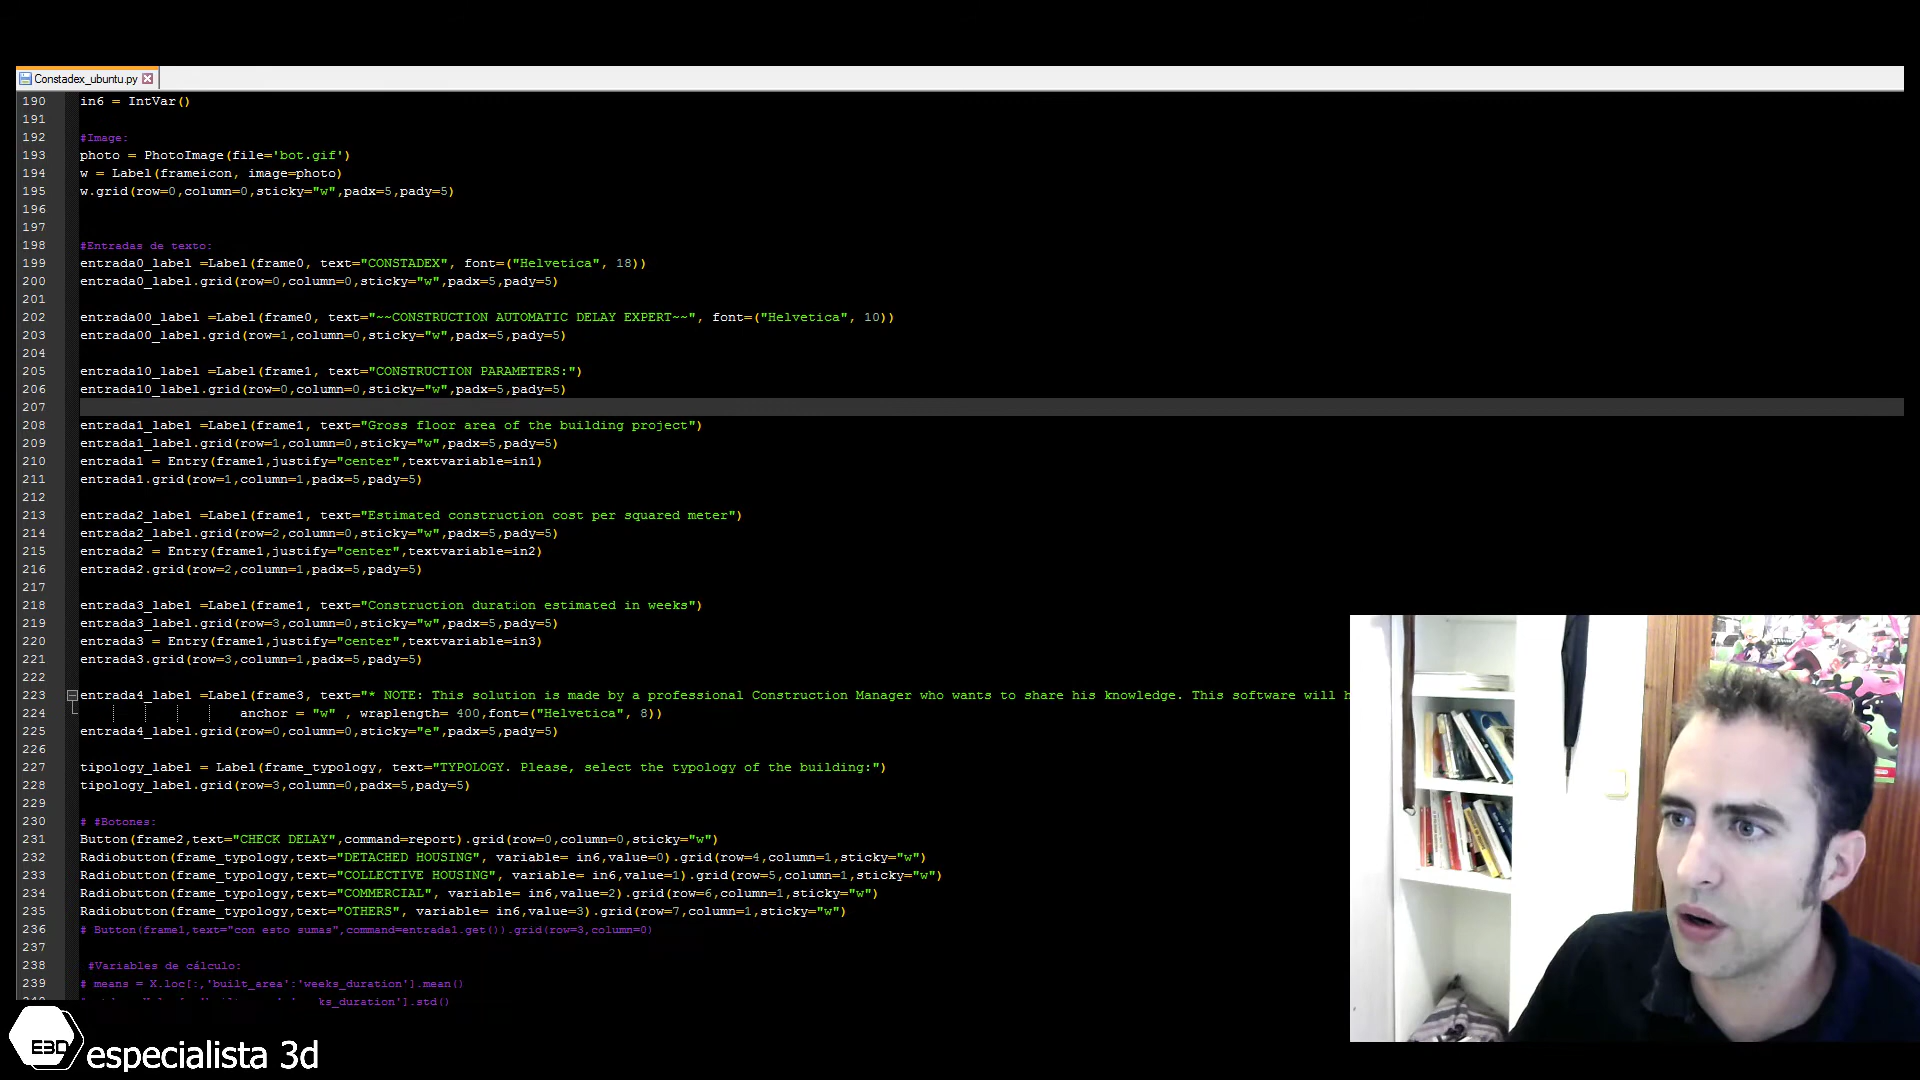 Constadex_ubuntu.py
190 in6 = IntVar()
191
192 #Image:
193 photo = PhotoImage(file='bot.gif')
194 w = Label(frameicon, image=photo)
195 w.grid(row=0,column=0,sticky="w",padx=5,pady=5)
196
197
198 #Entradas de texto:
199 entrada0_label =Label(frame0, text="CONSTADEX", font=("Helvetica", 18))
200 entrada0_label.grid(row=0,column=0,sticky="w",padx=5,pady=5)
201
202 entrada00_label =Label(frame0, text="~~CONSTRUCTION AUTOMATIC DELAY EXPERT~~", font=("Helvetica", 10))
203 entrada00_label.grid(row=1,column=0,sticky="w",padx=5,pady=5)
204
205 entrada10_label =Label(frame1, text="CONSTRUCTION PARAMETERS:")
206 entrada10_label.grid(row=0,column=0,sticky="w",padx=5,pady=5)
207
208 entrada1_label =Label(frame1, text="Gross floor area of the building project")
209 entrada1_label.grid(row=1,column=0,sticky="w",padx=5,pady=5)
210 entrada1 = Entry(frame1,justify="center",textvariable=in1)
211 entrada1.grid(row=1,column=1,padx=5,pady=5)
212
213 entrada2_label =Label(frame1, text="Estimated construction cost per squared meter")
214 entrada2_label.grid(row=2,column=0,sticky="w",padx=5,pady=5)
215 entrada2 = Entry(frame1,justify="center",textvariable=in2)
216 entrada2.grid(row=2,column=1,padx=5,pady=5)
217
218 entrada3_label =Label(frame1, text="Construction duration estimated in weeks")
219 entrada3_label.grid(row=3,column=0,sticky="w",padx=5,pady=5)
220 entrada3 = Entry(frame1,justify="center",textvariable=in3)
221 entrada3.grid(row=3,column=1,padx=5,pady=5)
222
223 entrada4_label =Label(frame3, text="* NOTE: This solution is made by a professional Construction Manager who wants to share his knowledge. This software will
224 anchor = "w" , wraplength= 400,font=("Helvetica", 8))
225 entrada4_label.grid(row=0,column=0,sticky="e",padx=5,pady=5)
226
227 tipology_label = Label(frame_typology, text="TYPOLOGY. Please, select the typology of the building:")
228 tipology_label.grid(row=3,column=0,padx=5,pady=5)
229
230 # #Botones:
231 Button(frame2,text="CHECK DELAY",command=report).grid(row=0,column=0,sticky="w")
232 Radiobutton(frame_typology,text="DETACHED HOUSING", variable= in6,value=0).grid(row=4,column=1,sticky="w")
233 Radiobutton(frame_typology,text="COLLECTIVE HOUSING", variable= in6,value=1).grid(row=5,column=1,sticky="w")
234 Radiobutton(frame_typology,text="COMMERCIAL", variable= in6,value=2).grid(row=6,column=1,sticky="w")
235 Radiobutton(frame_typology,text="OTHERS", variable= in6,value=3).grid(row=7,column=1,sticky="w")
236 # Button(frame1,text="con esto sumas",command=entrada1.get()).grid(row=3,column=0)
237
238 #Variables de cálculo:
239 # means = X.loc[:,'built_area':'weeks_duration'].mean()
ks_duration'].std()
E3D especialista 3d